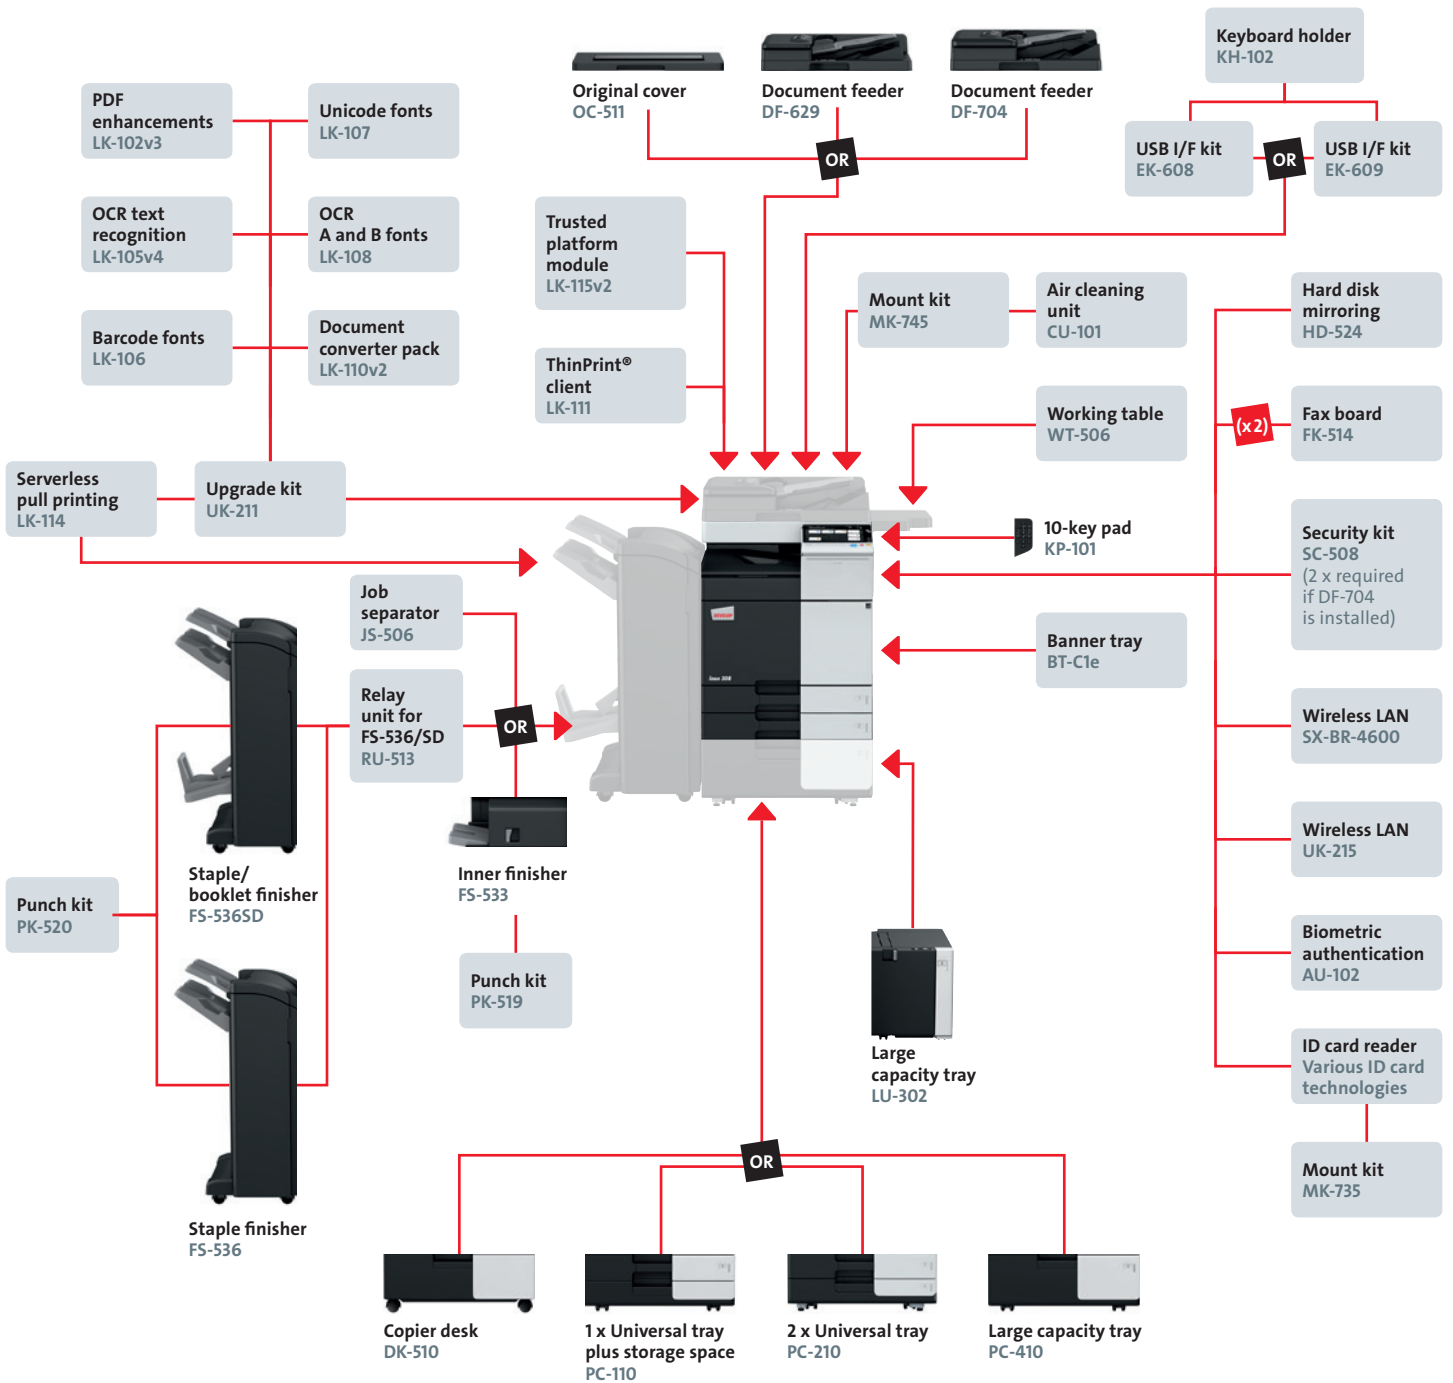 Keyboard holder
KH-102
Original cover
OC-511
Document feeder
DF-629
Document feeder
DF-704
PDF
enhancements
LK-102v3
Unicode fonts
LK-107
OR
USB I/F kit
EK-608
OR
USB I/F kit
EK-609
OCR text
recognition
LK-105v4
OCR
A and B fonts
LK-108
Trusted
platform
module
LK-115v2
Mount kit
MK-745
Air cleaning
unit
CU-101
Hard disk
mirroring
HD-524
Barcode fonts
LK-106
Document
converter pack
LK-110v2
ThinPrint®
client
LK-111
Working table
WT-506
(x2)
Fax board
FK-514
Serverless
pull printing
LK-114
Upgrade kit
UK-211
10-key pad
KP-101
Security kit
SC-508
(2 x required
if DF-704
is installed)
Job
separator
JS-506
Banner tray
BT-C1e
Relay
unit for
FS-536/SD
RU-513
OR
Wireless LAN
SX-BR-4600
Wireless LAN
UK-215
Staple/
booklet finisher
FS-536SD
Inner finisher
FS-533
Punch kit
PK-520
Punch kit
PK-519
Biometric
authentication
AU-102
Large
capacity tray
LU-302
ID card reader
Various ID card
technologies
OR
Mount kit
MK-735
Staple finisher
FS-536
Copier desk
DK-510
1 x Universal tray
plus storage space
PC-110
2 x Universal tray
PC-210
Large capacity tray
PC-410